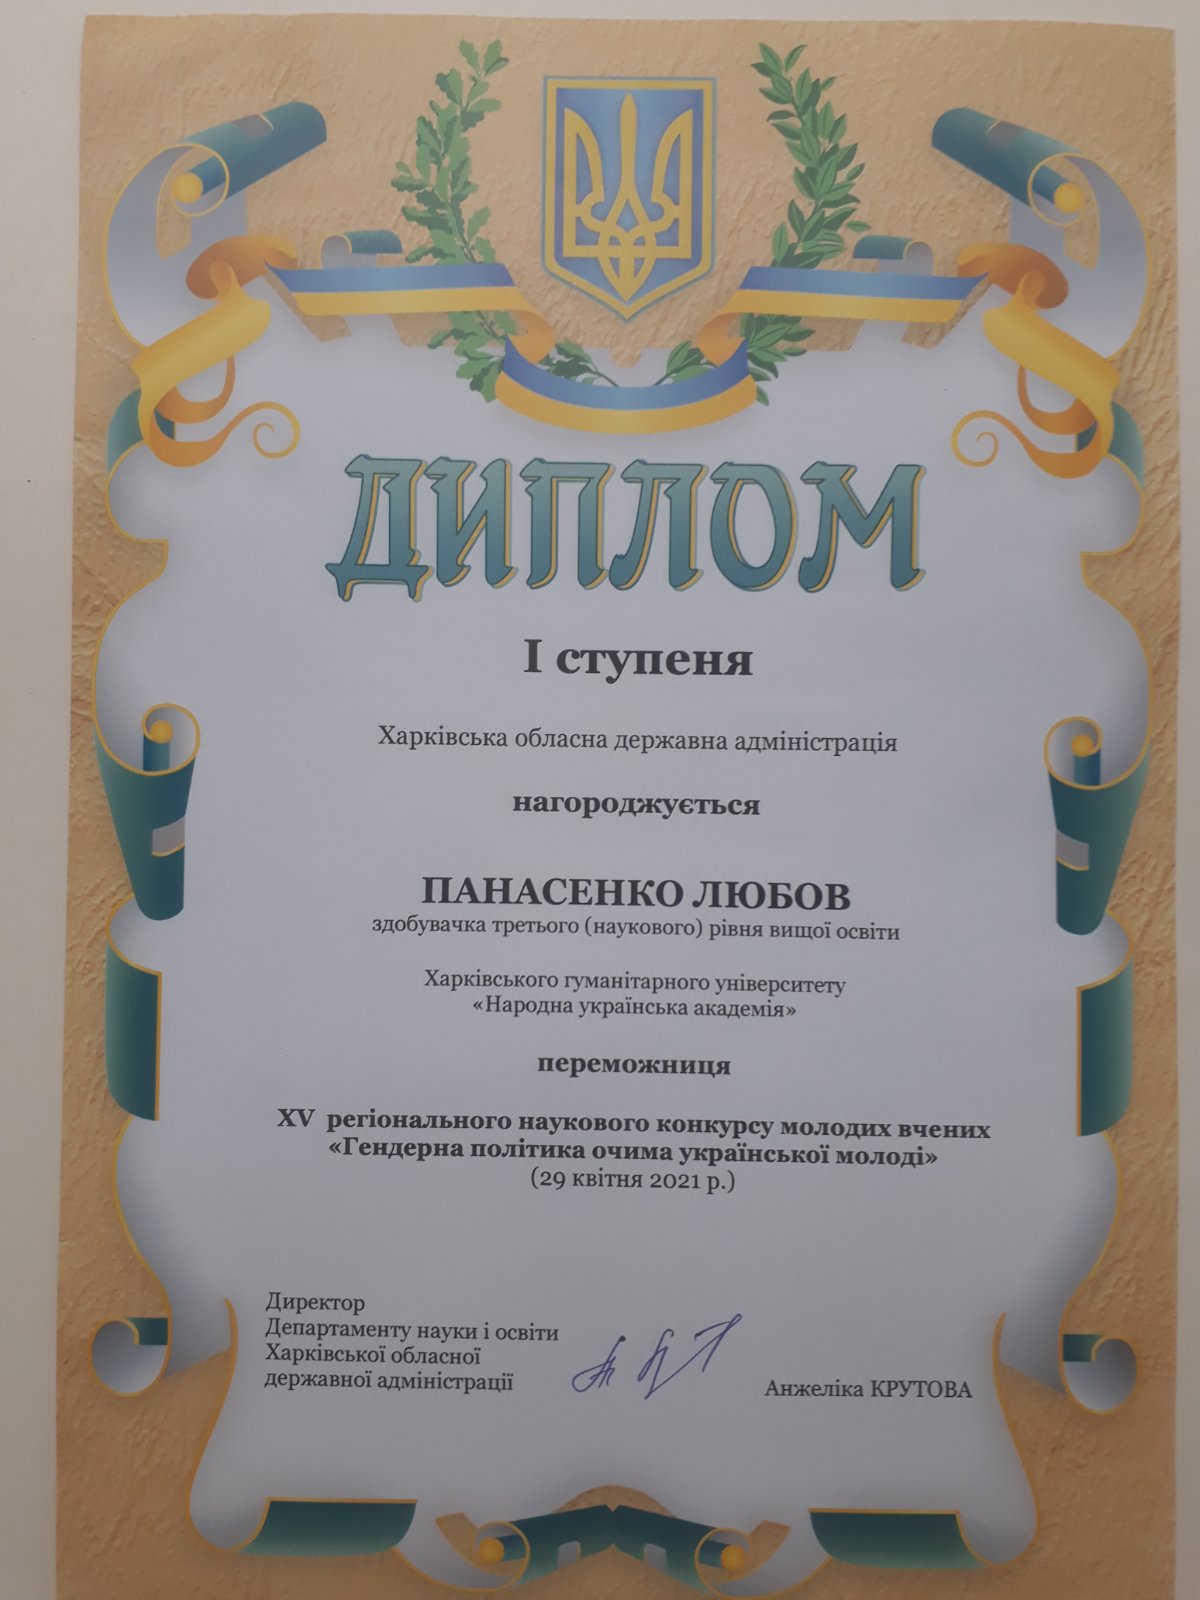 ДИПЛОМ
І ступеня
Харківська обласна державна адміністрація
нагороджується
ПАНАСЕНКО ЛЮБОВ
здобувачка третього (наукового) рівня вищої освіти
Харківського гуманітарного університету
«Народна українська академія»
переможниця
XV регіонального наукового конкурсу молодих вчених
«Гендерна політика очима української молоді»
(29 квітня 2021 р.)
Директор
Департаменту науки і освіти
Харківської обласної
державної адміністрації
Анжеліка КРУТОВА